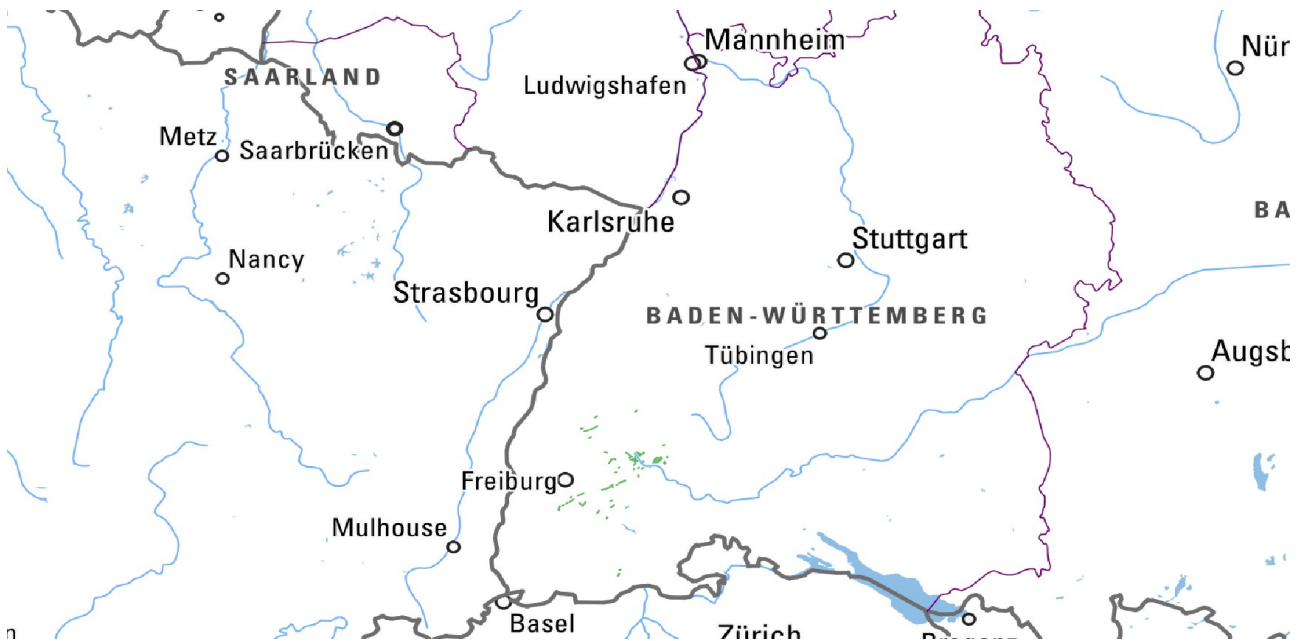 Mannheim
Nür
SAARLAND
Ludwigshafen
Metz
Saarbrücken
BA
Karlsruhe
Stuttgart
Nancy
Strasbourg
BADEN-WÜRTTEMBERG
Tübingen
Augsb
Freiburg
Mulhouse
Basel
Zürich
Bregenz
n